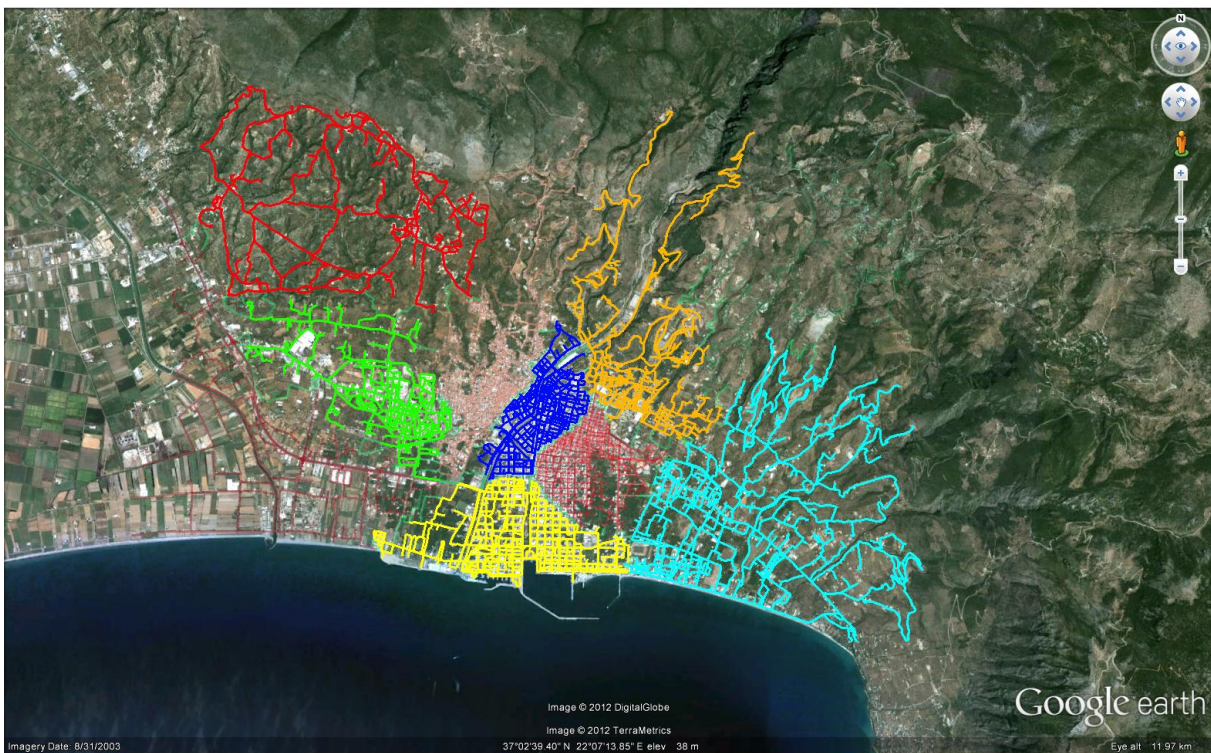 N
Image © 2012 DigitalGlobe
Image © 2012 TerraMetrics
Google earth
Imagery Date: 8/31/2003
37°02'39.40" N 22°07'13.85" E elev 38 m
Eye alt 11.97 km